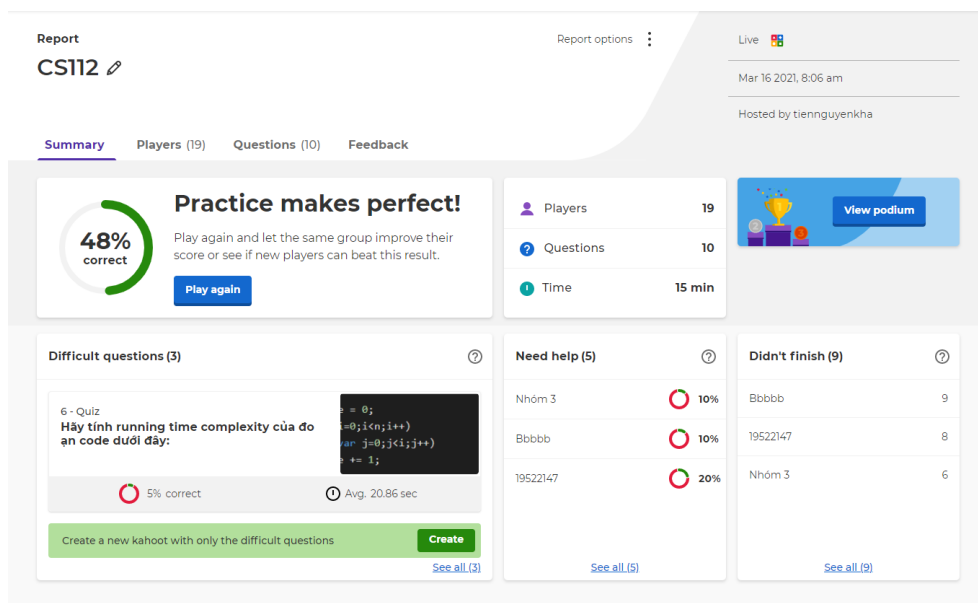 Report
Report options
CS112
Live
Mar 16 2021, 8:06 am
Hosted by tiennguyenkha
Summary
Players (19)
Questions (10)
Feedback
48%
correct
Practice makes perfect!
Play again and let the same group improve their
score or see if new players can beat this result.
Play again
Players 19
Questions 10
Time 15 min
View podium
Difficult questions (3)
6 - Quiz
Hãy tính running time complexity của đo
ạn code dưới đây:
= 0;
i=0;i<n;i++)
var j=0;j<i;j++)
+= 1;
5% correct
Avg. 20.86 sec
Create a new kahoot with only the difficult questions
Create
See all (3)
Need help (5)
Nhóm 3 10%
Bbbbb 10%
19522147 20%
See all (5)
Didn't finish (9)
Bbbbb 9
19522147 8
Nhóm 3 6
See all (9)